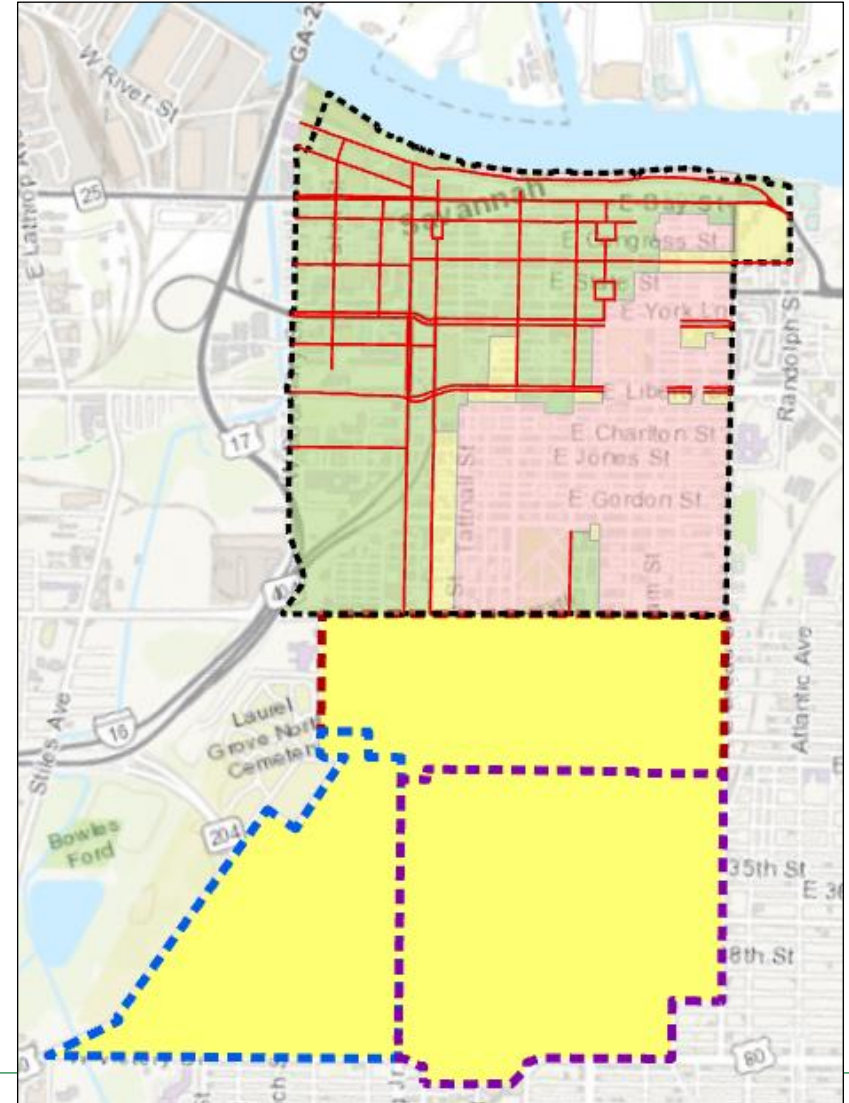 GA-2
W River St
25
E Lathrop A
Savannah
E Bay St
E Congress St
E State St
E York Ln
Randolph S
E Liberty St
17
E Charlton St
E Jones St
Tattnall St
E Gordon St
St
Laurel
Grove North
Cemetery
Atlantic Ave
16
Stiles Ave
204
Bowles
Ford
35th St
E 36
8th St
80